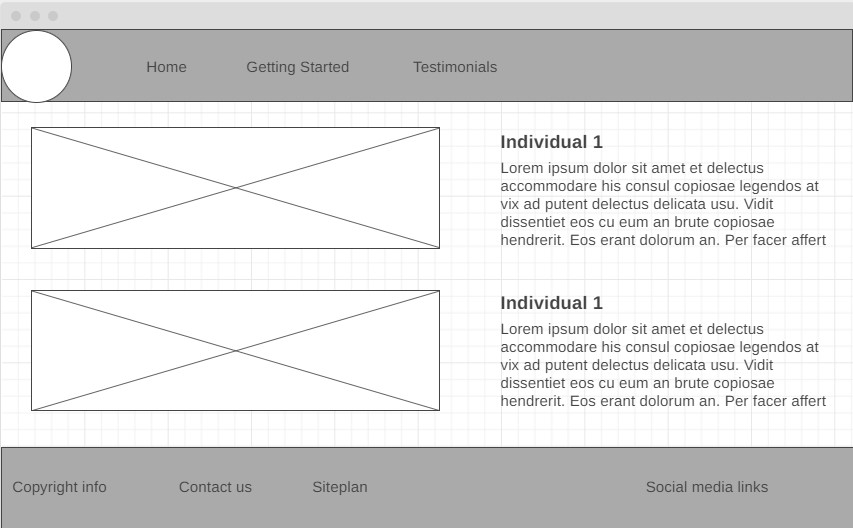 Home Getting Started Testimonials
Individual 1
Lorem ipsum dolor sit amet et delectus
accommodare his consul copiosae legendos at
vix ad putent delectus delicata usu. Vidit
dissentiet eos cu eum an brute copiosae
hendrerit. Eos erant dolorum an. Per facer affert
Individual 1
Lorem ipsum dolor sit amet et delectus
accommodare his consul copiosae legendos at
vix ad putent delectus delicata usu. Vidit
dissentiet eos cu eum an brute copiosae
hendrerit. Eos erant dolorum an. Per facer affert
Copyright info Contact us Siteplan Social media links